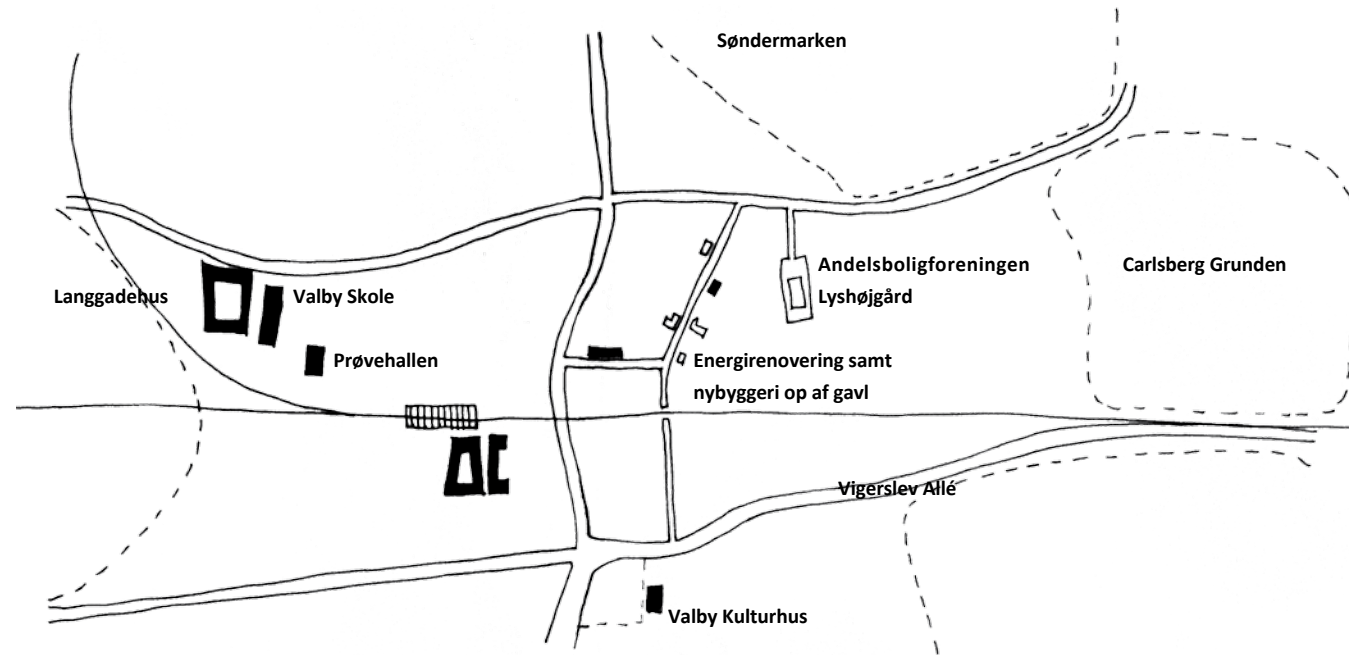 Søndermarken
Andelsboligforeningen
Lyshøjgård
Carlsberg Grunden
Langgadehus
Valby Skole
Prøvehallen
Energirenovering samt
nybyggeri op af gavl
Vigerslev Allé
Valby Kulturhus